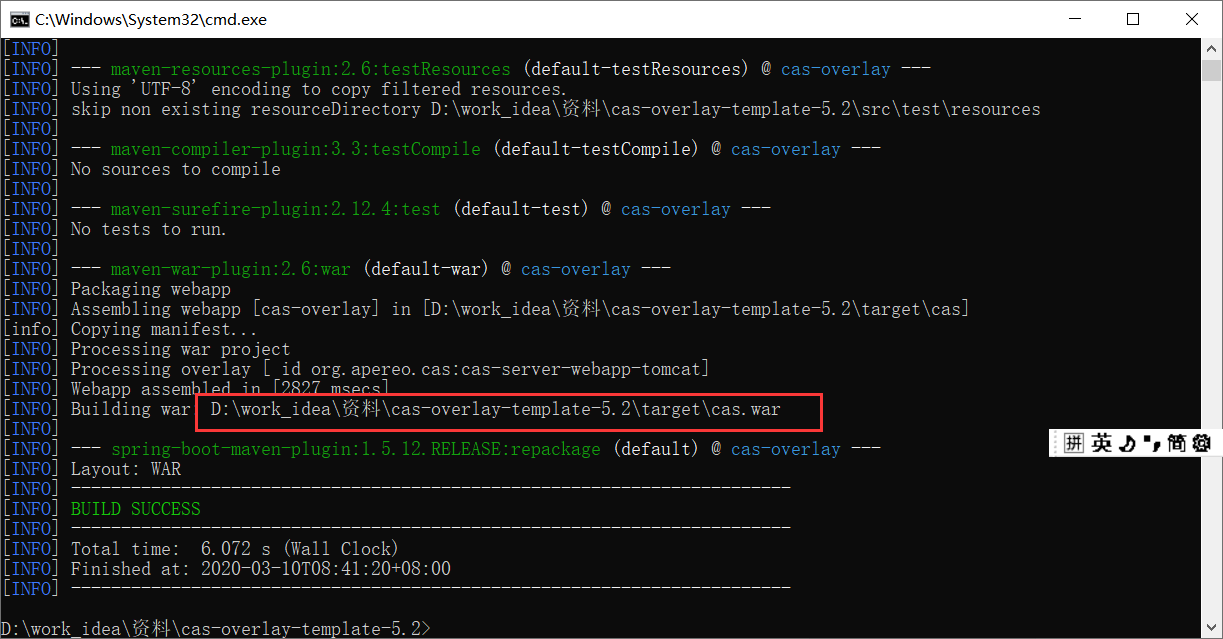 C:\Windows\System32\cmd.exe
[INFO]
[INFO] --- maven-resources-plugin:2.6:testResources (default-testResources) @ cas-overlay ---
[INFO] Using 'UTF-8' encoding to copy filtered resources.
[INFO] skip non existing resourceDirectory D:\work_idea\资料\cas-overlay-template-5.2\src\test\resources
[INFO]
[INFO] --- maven-compiler-plugin:3.3:testCompile (default-testCompile) @ cas-overlay ---
[INFO] No sources to compile
[INFO]
[INFO] --- maven-surefire-plugin:2.12.4:test (default-test) @ cas-overlay ---
[INFO] No tests to run.
[INFO]
[INFO] --- maven-war-plugin:2.6:war (default-war) @ cas-overlay ---
[INFO] Packaging webapp
[INFO] Assembling webapp [cas-overlay] in [D:\work_idea\资料\cas-overlay-template-5.2\target\cas]
[info] Copying manifest...
[INFO] Processing war project
[INFO] Processing overlay [ id org.apereo.cas:cas-server-webapp-tomcat]
[INFO] Webapp assembled in [2827 msecs]
[INFO] Building war D:\work_idea\资料\cas-overlay-template-5.2\target\cas.war
[INFO]
[INFO] --- spring-boot-maven-plugin:1.5.12.RELEASE:repackage (default) @ cas-overlay ---
拼 英 简
[INFO] Layout: WAR
[INFO] ------------------------------------------------------------------------
[INFO] BUILD SUCCESS
[INFO] ------------------------------------------------------------------------
[INFO] Total time:  6.072 s (Wall Clock)
[INFO] Finished at: 2020-03-10T08:41:20+08:00
[INFO] ------------------------------------------------------------------------
D:\work_idea\资料\cas-overlay-template-5.2>